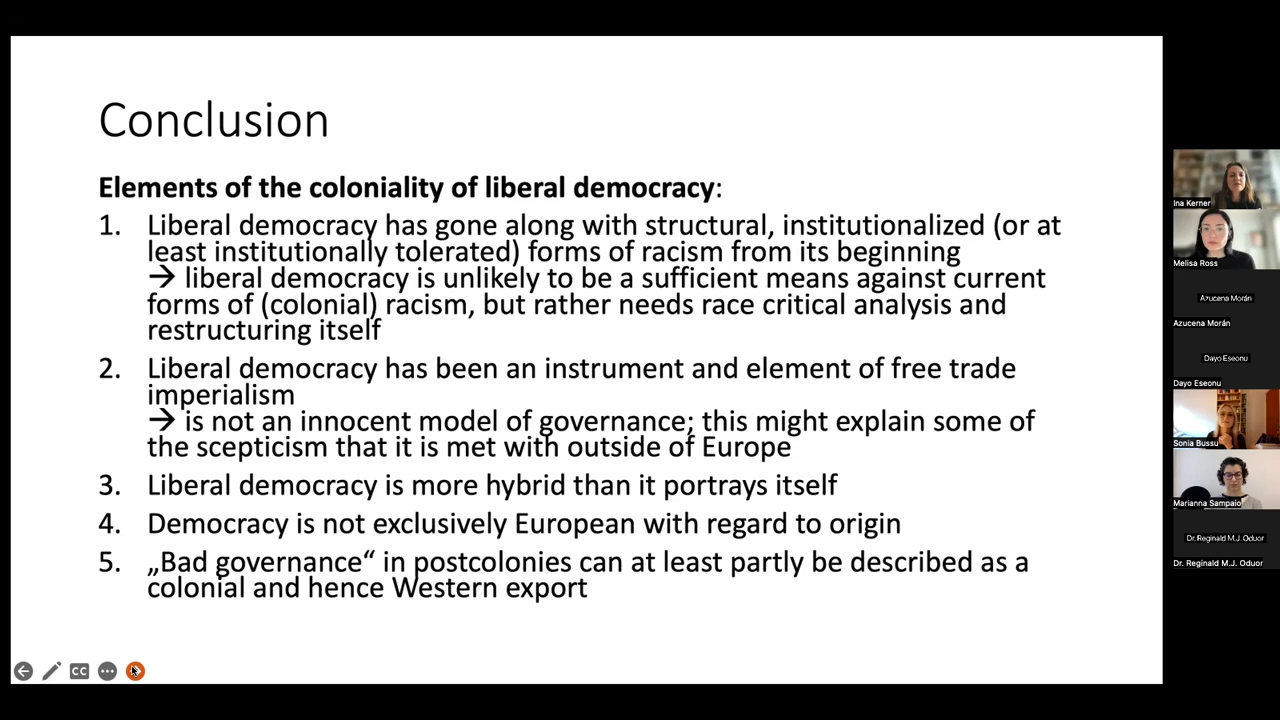 Conclusion
Elements of the coloniality of liberal democracy:
1. Liberal democracy has gone along with structural, institutionalized (or at
least institutionally tolerated) forms of racism from its beginning
→ liberal democracy is unlikely to be a sufficient means against current
forms of (colonial) racism, but rather needs race critical analysis and
restructuring itself
2. Liberal democracy has been an instrument and element of free trade
imperialism
→ is not an innocent model of governance; this might explain some of
the scepticism that it is met with outside of Europe
3. Liberal democracy is more hybrid than it portrays itself
4. Democracy is not exclusively European with regard to origin
5. „Bad governance“ in postcolonies can at least partly be described as a
colonial and hence Western export
CC
Ina Kerner
Melisa Ross
Azucena Morán
Azucena Morán
Dayo Eseonu
Dayo Eseonu
Sonia Bussu
Marianna Sampaio
Dr. Reginald M.J. Oduor
Dr. Reginald M.J. Oduor